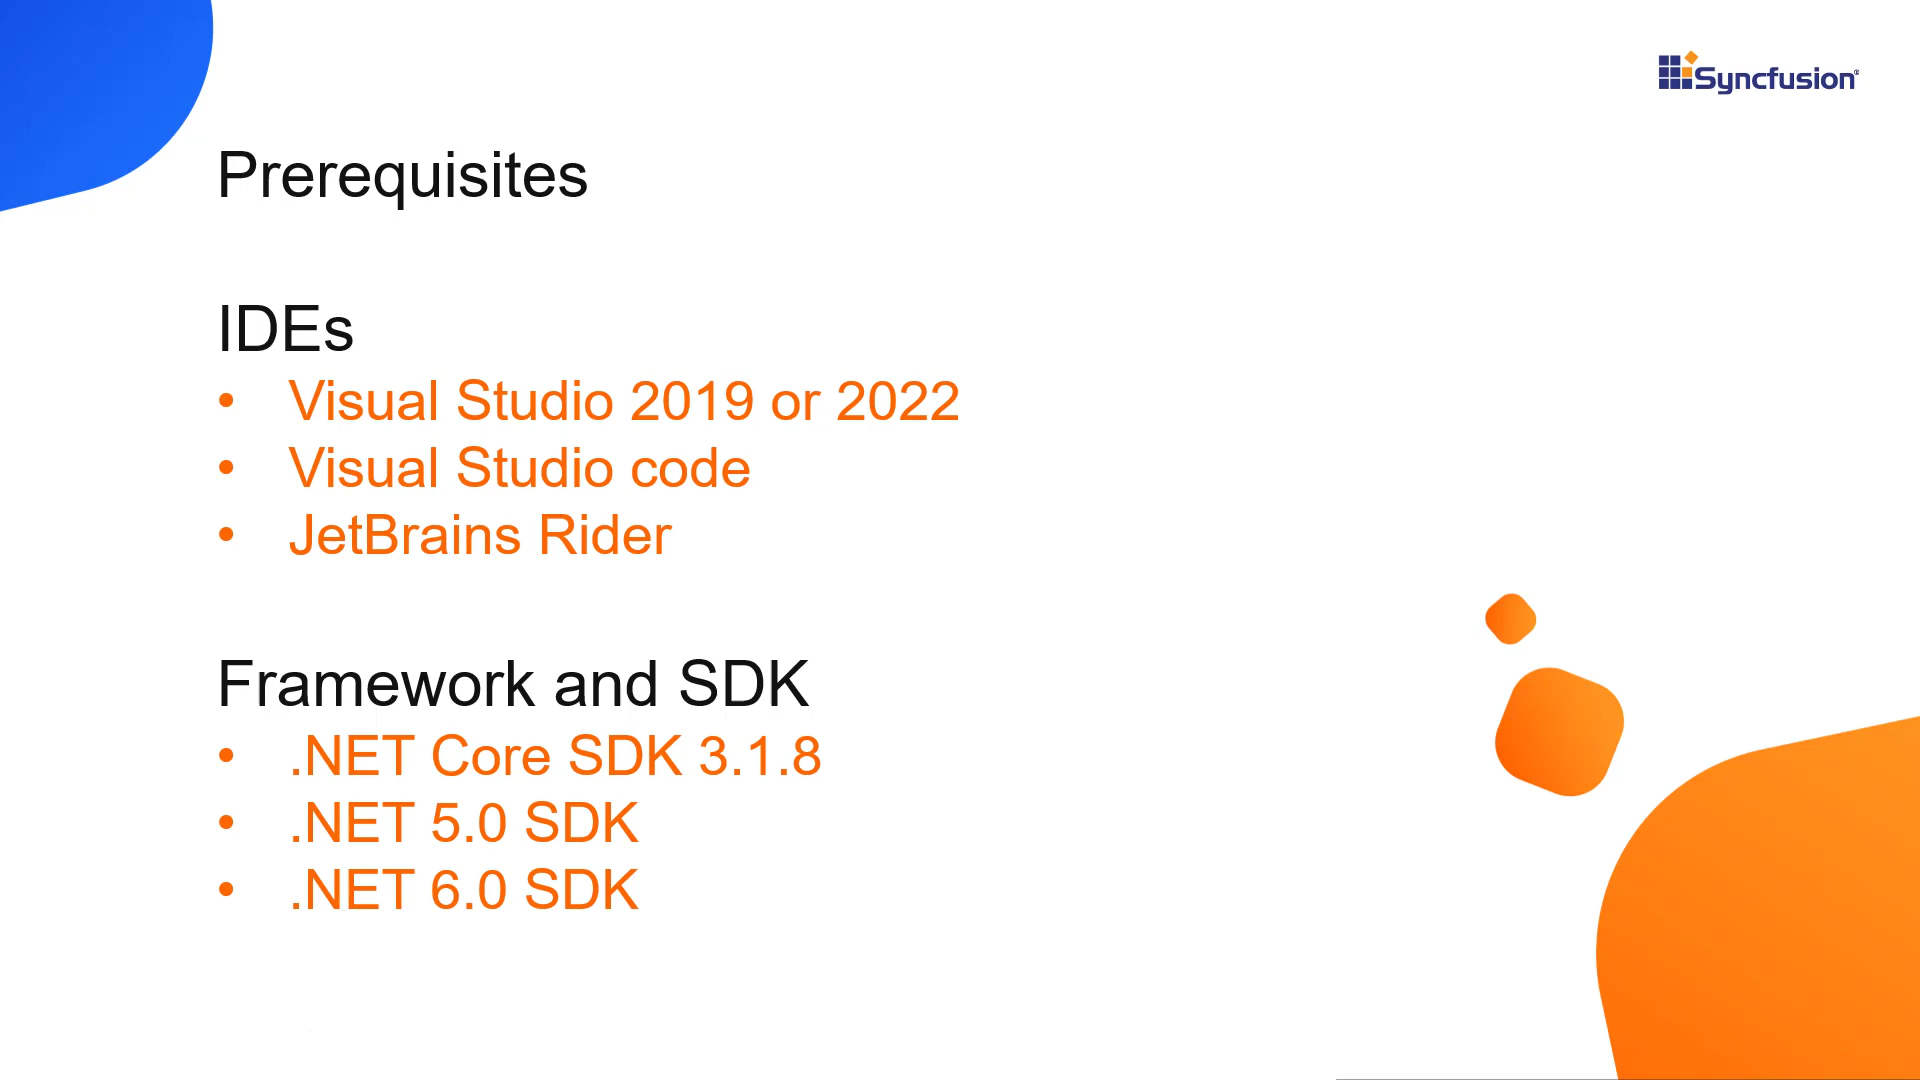 Syncfusion®
Prerequisites
IDEs
• Visual Studio 2019 or 2022
• Visual Studio code
• JetBrains Rider
Framework and SDK
• .NET Core SDK 3.1.8
• .NET 5.0 SDK
• .NET 6.0 SDK